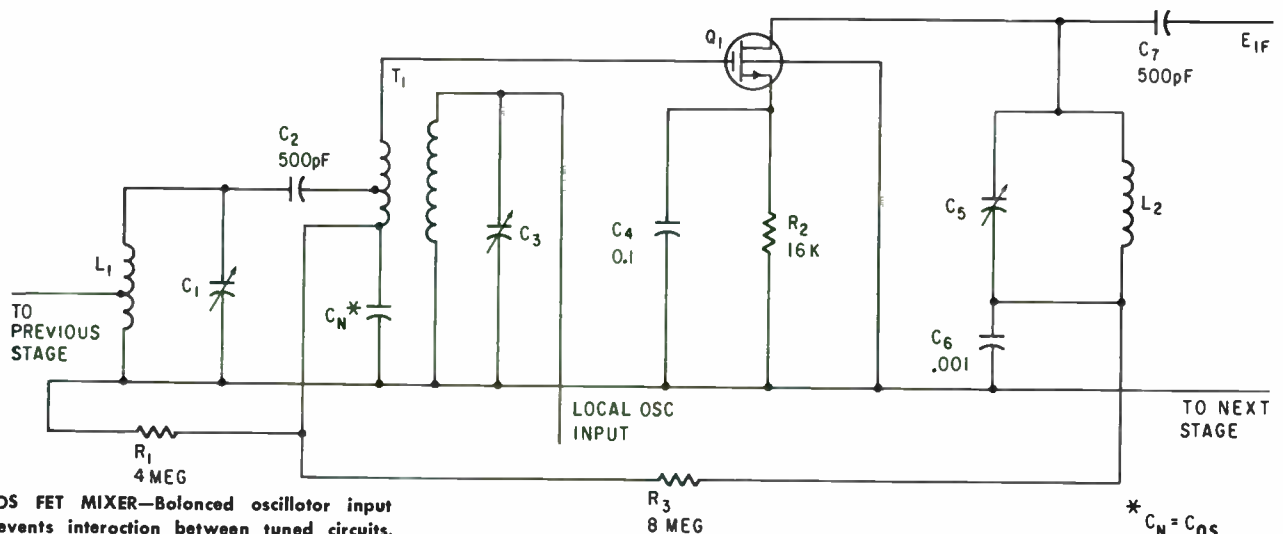 Q1
C7
500pF
EIF
T1
C2
500pF
C3
C4
0.1
R2
16K
C5
L2
L1
C1
CN*
C6
.001
TO
PREVIOUS
STAGE
LOCAL OSC
INPUT
TO NEXT
STAGE
R1
4 MEG
R3
8 MEG
OS FET MIXER—Bolonced oscillotor input
events interoction between tuned circuits.
* CN = COS